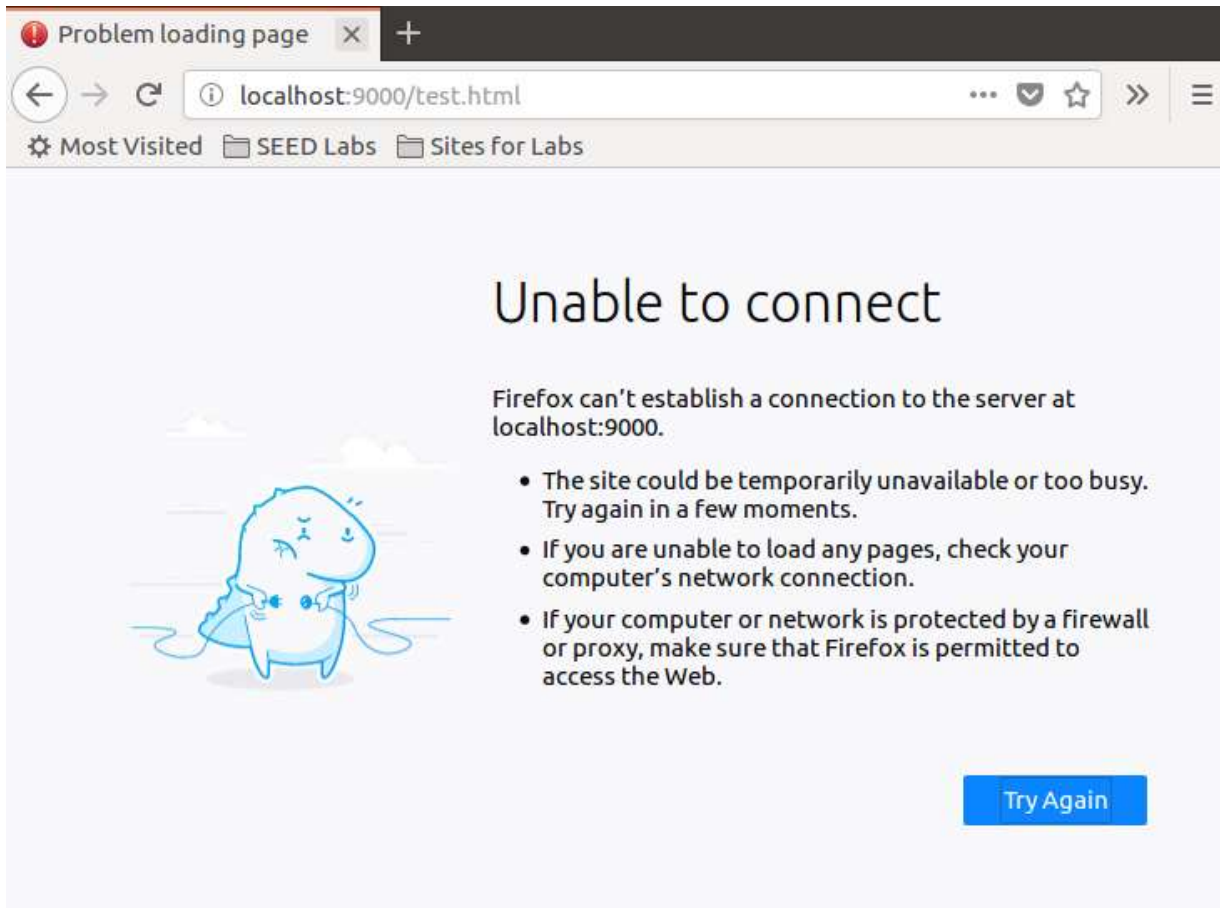 Problem loading page
localhost:9000/test.html
Most Visited SEED Labs Sites for Labs
Unable to connect
Firefox can’t establish a connection to the server at
localhost:9000.
• The site could be temporarily unavailable or too busy.
Try again in a few moments.
• If you are unable to load any pages, check your
computer’s network connection.
• If your computer or network is protected by a firewall
or proxy, make sure that Firefox is permitted to
access the Web.
Try Again